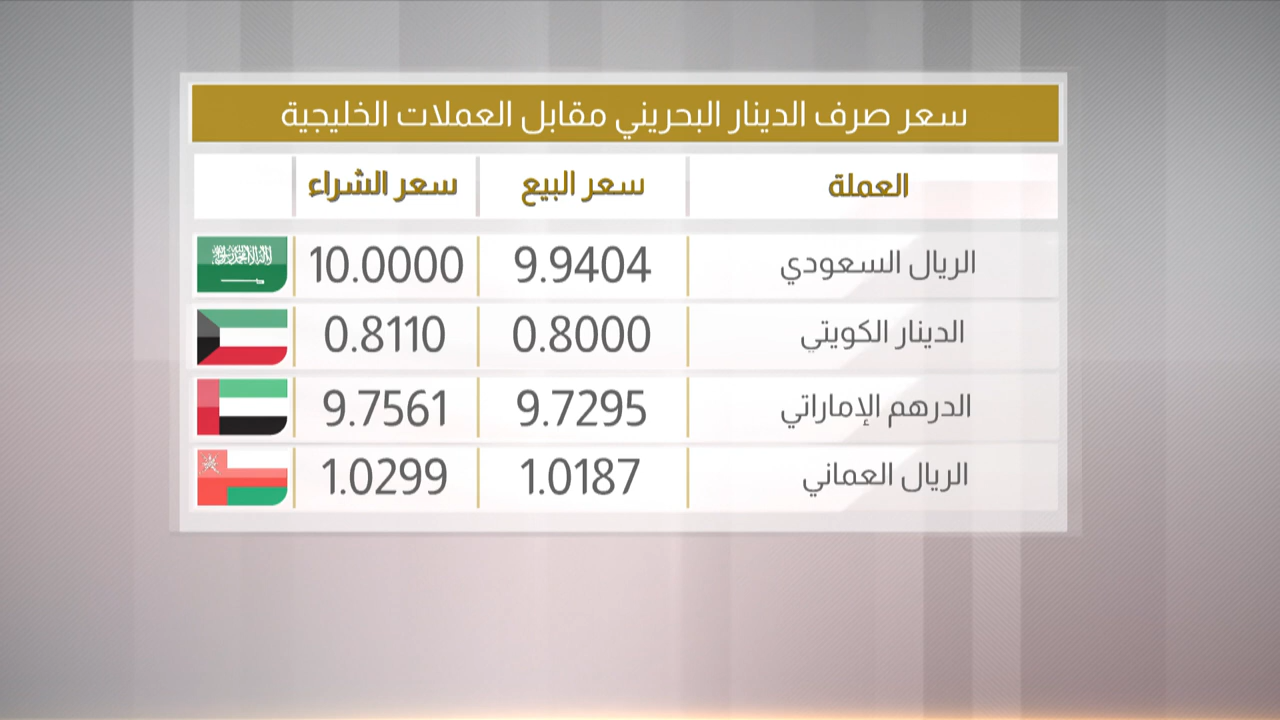 سعر صرف الدينار البحريني مقابل العملات الخليجية
العملة سعر البيع سعر الشراء
الريال السعودي 9.9404 10.0000
الدينار الكويتي 0.8000 0.8110
الدرهم الإماراتي 9.7295 9.7561
الريال العماني 1.0187 1.0299